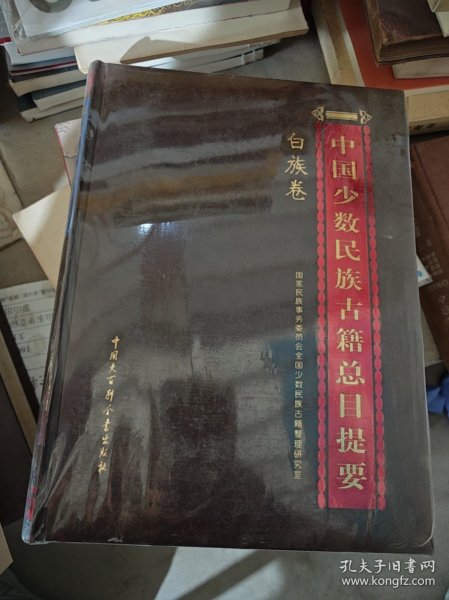 中国少数民族古籍总目提要
白族卷
国家民族事务委员会全国少数民族古籍整理研究室
中国大百科全书出版社
孔夫子旧书网
www.kongfz.com